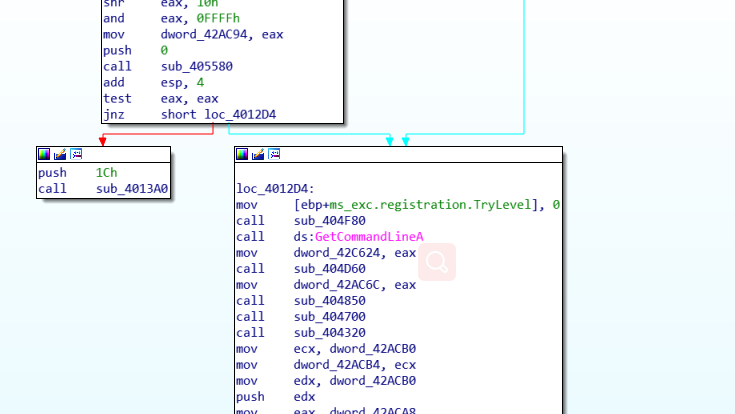 shr     eax, 10h
and     eax, 0FFFFh
mov     dword_42AC94, eax
push    0
call    sub_405580
add     esp, 4
test    eax, eax
jnz     short loc_4012D4
push    1Ch
call    sub_4013A0
loc_4012D4:
mov     [ebp+ms_exc.registration.TryLevel], 0
call    sub_404F80
call    ds:GetCommandLineA
mov     dword_42C624, eax
call    sub_404D60
mov     dword_42AC6C, eax
call    sub_404850
call    sub_404700
call    sub_404320
mov     ecx, dword_42ACB0
mov     dword_42ACB4, ecx
mov     edx, dword_42ACB0
push    edx
mov     eax, dword_42ACA8